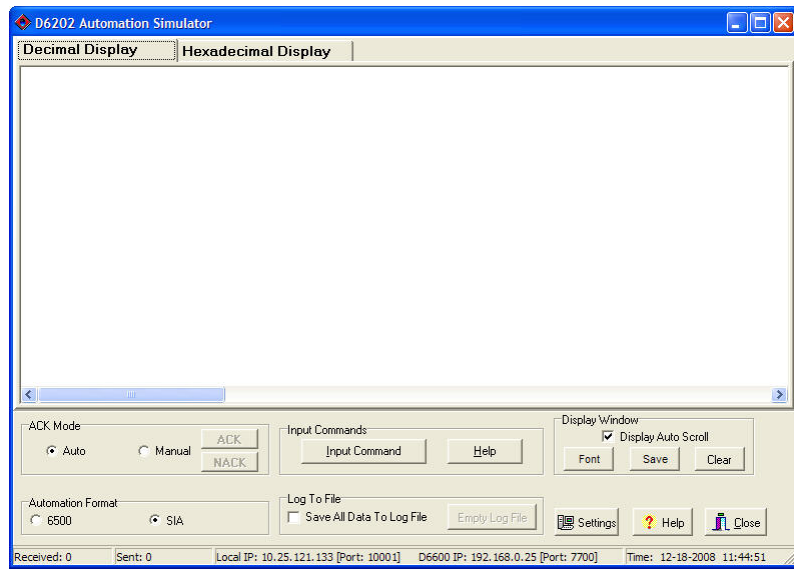 D6202 Automation Simulator
Decimal Display
Hexadecimal Display
ACK Mode
Auto
Manual
ACK
NACK
Input Commands
Input Command
Help
Display Window
Display Auto Scroll
Font
Save
Clear
Automation Format
6500
SIA
Log To File
Save All Data To Log File
Empty Log File
Settings
Help
Close
Received: 0
Sent: 0
Local IP: 10.25.121.133 [Port: 10001]
D6600 IP: 192.168.0.25 [Port: 7700]
Time: 12-18-2008 11:44:51